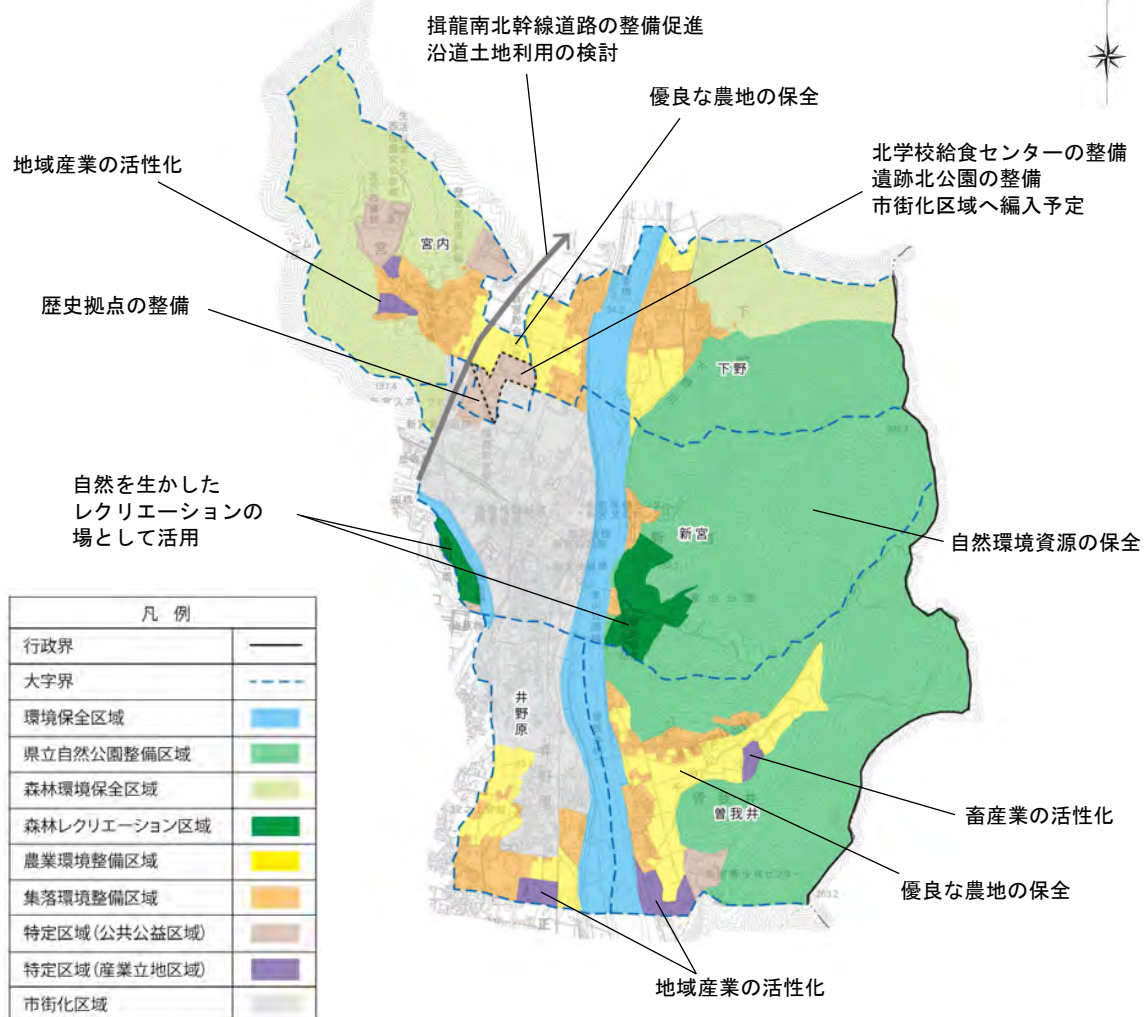 揖龍南北幹線道路の整備促進
沿道土地利用の検討
優良な農地の保全
北学校給食センターの整備
遺跡北公園の整備
市街化区域へ編入予定
地域産業の活性化
宮内
歴史拠点の整備
下野
自然を生かした
レクリエーションの
場として活用
新宮
自然環境資源の保全
井野原
曽我井
畜産業の活性化
優良な農地の保全
地域産業の活性化
凡 例
行政界
大字界
環境保全区域
県立自然公園整備区域
森林環境保全区域
森林レクリエーション区域
農業環境整備区域
集落環境整備区域
特定区域(公共公益区域)
特定区域(産業立地区域)
市街化区域